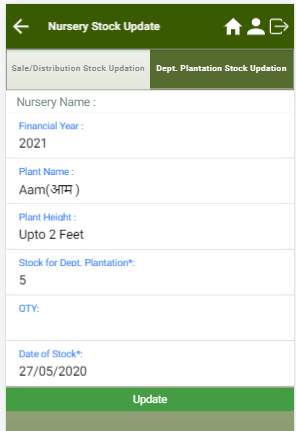 Nursery Stock Update
Sale/Distribution Stock Updation
Dept. Plantation Stock Updation
Nursery Name :
Financial Year :
2021
Plant Name :
Aam(आम )
Plant Height :
Upto 2 Feet
Stock for Dept. Plantation*:
5
QTY:
Date of Stock*:
27/05/2020
Update